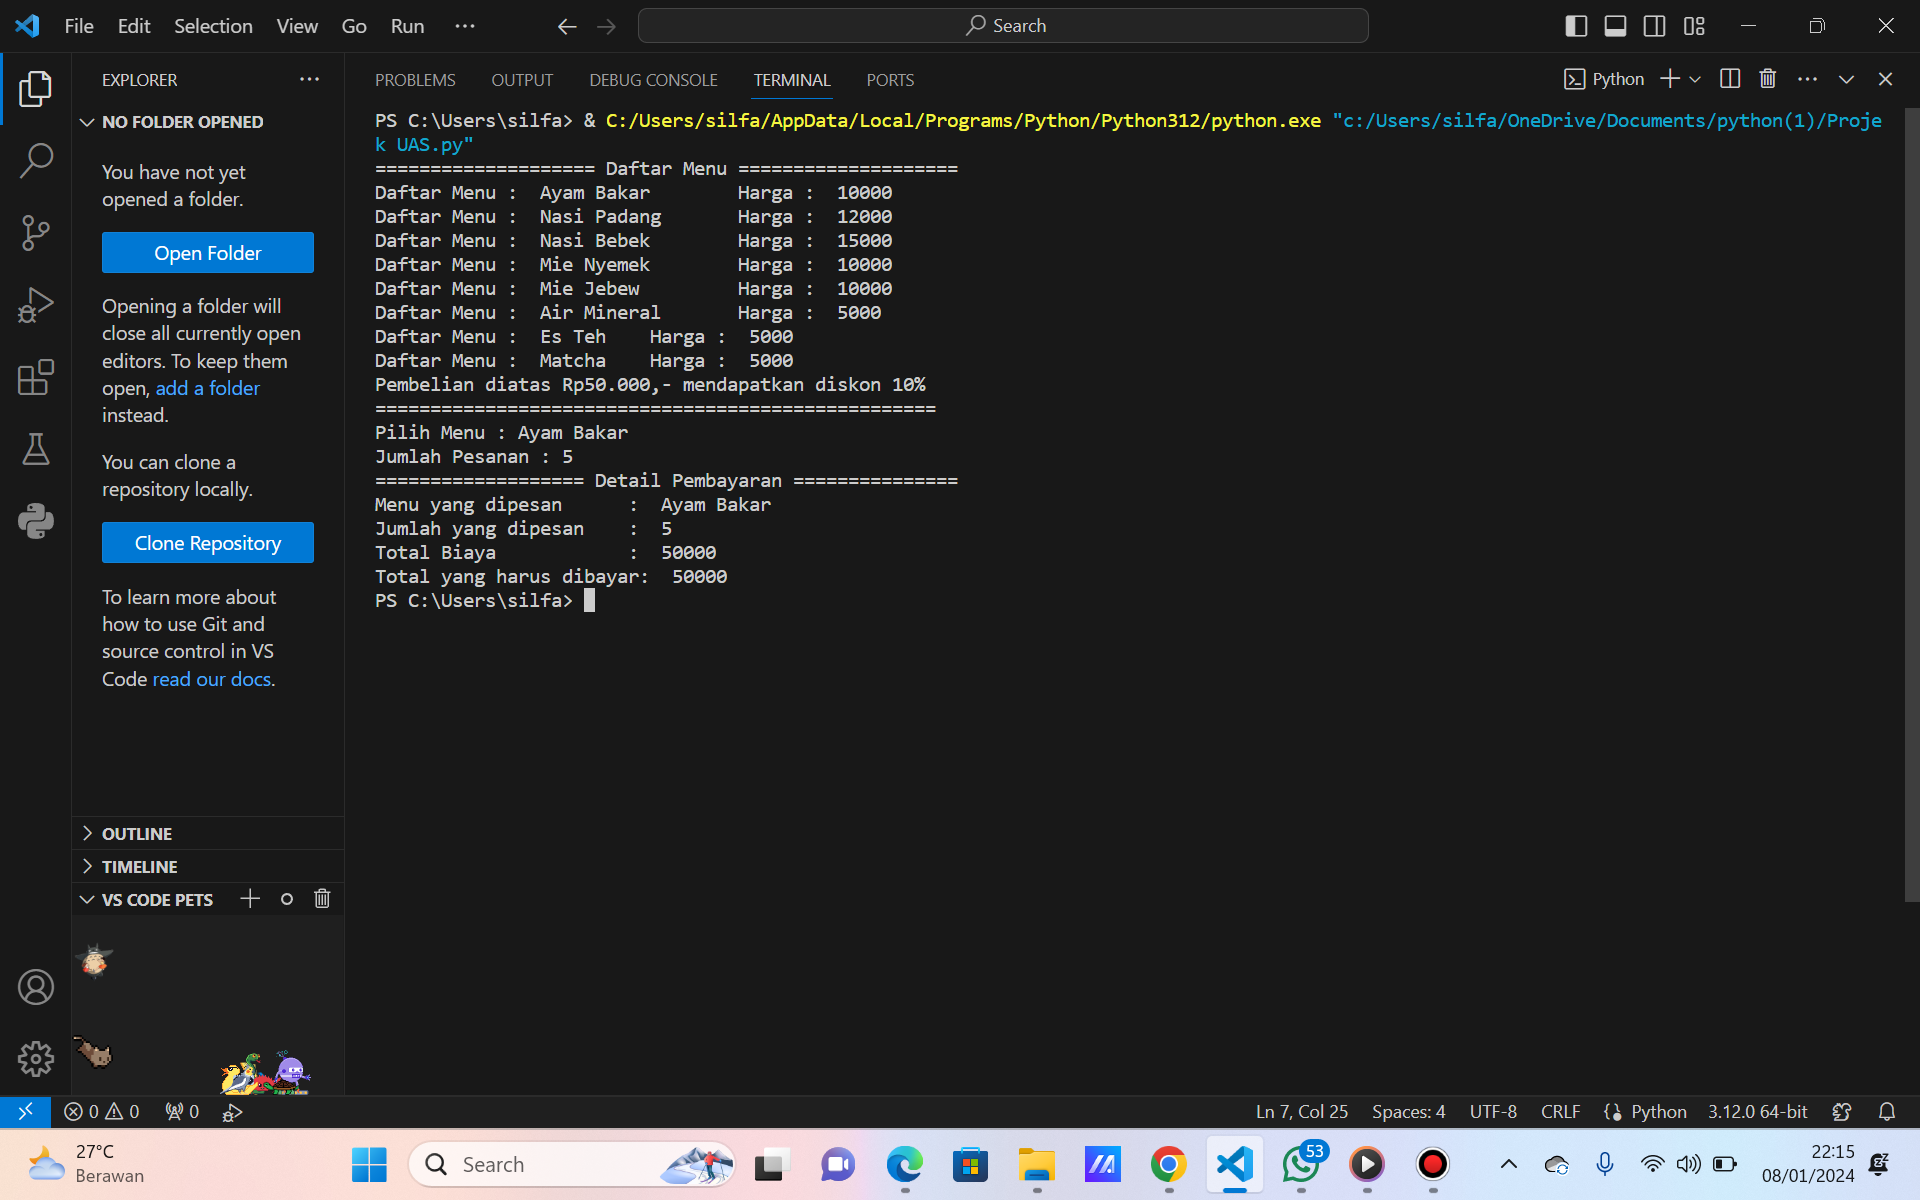 File Edit Selection View Go Run ··· Search
EXPLORER ···
NO FOLDER OPENED
You have not yet
opened a folder.
Open Folder
Opening a folder will
close all currently open
editors. To keep them
open, add a folder
instead.
You can clone a
repository locally.
Clone Repository
To learn more about
how to use Git and
source control in VS
Code read our docs.
OUTLINE
TIMELINE
VS CODE PETS
PROBLEMS OUTPUT DEBUG CONSOLE TERMINAL PORTS Python
PS C:\Users\silfa> & C:/Users/silfa/AppData/Local/Programs/Python/Python312/python.exe "c:/Users/silfa/OneDrive/Documents/python(1)/Proje
k UAS.py"
==================== Daftar Menu ====================
Daftar Menu :  Ayam Bakar        Harga :  10000
Daftar Menu :  Nasi Padang       Harga :  12000
Daftar Menu :  Nasi Bebek        Harga :  15000
Daftar Menu :  Mie Nyemek        Harga :  10000
Daftar Menu :  Mie Jebew         Harga :  10000
Daftar Menu :  Air Mineral       Harga :  5000
Daftar Menu :  Es Teh    Harga :  5000
Daftar Menu :  Matcha    Harga :  5000
Pembelian diatas Rp50.000,- mendapatkan diskon 10%
===================================================
Pilih Menu : Ayam Bakar
Jumlah Pesanan : 5
=================== Detail Pembayaran ===============
Menu yang dipesan      :  Ayam Bakar
Jumlah yang dipesan    :  5
Total Biaya            :  50000
Total yang harus dibayar:  50000
PS C:\Users\silfa>
0 0 0 Ln 7, Col 25 Spaces: 4 UTF-8 CRLF Python 3.12.0 64-bit
27°C
Berawan
Search
53
22:15
08/01/2024